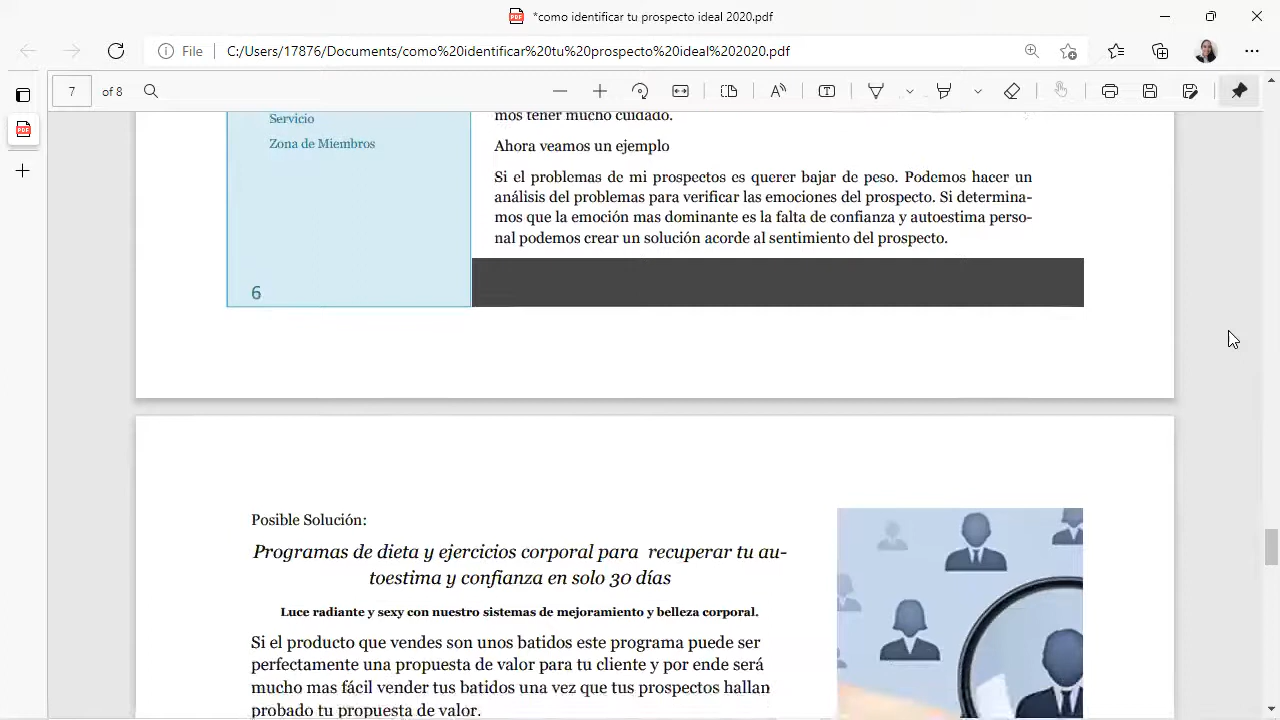 *como identificar tu prospecto ideal 2020.pdf
File
C:/Users/17876/Documents/como%20identificar%20tu%20prospecto%20ideal%202020.pdf
7 of 8
Servicio
Zona de Miembros
6
mos tener mucho cuidado.
Ahora veamos un ejemplo
Si el problemas de mi prospectos es querer bajar de peso. Podemos hacer un
análisis del problemas para verificar las emociones del prospecto. Si determina-
mos que la emoción mas dominante es la falta de confianza y autoestima perso-
nal podemos crear un solución acorde al sentimiento del prospecto.
Posible Solución:
Programas de dieta y ejercicios corporal para recuperar tu au-
toestima y confianza en solo 30 días
Luce radiante y sexy con nuestro sistemas de mejoramiento y belleza corporal.
Si el producto que vendes son unos batidos este programa puede ser
perfectamente una propuesta de valor para tu cliente y por ende será
mucho mas fácil vender tus batidos una vez que tus prospectos hallan
probado tu propuesta de valor.